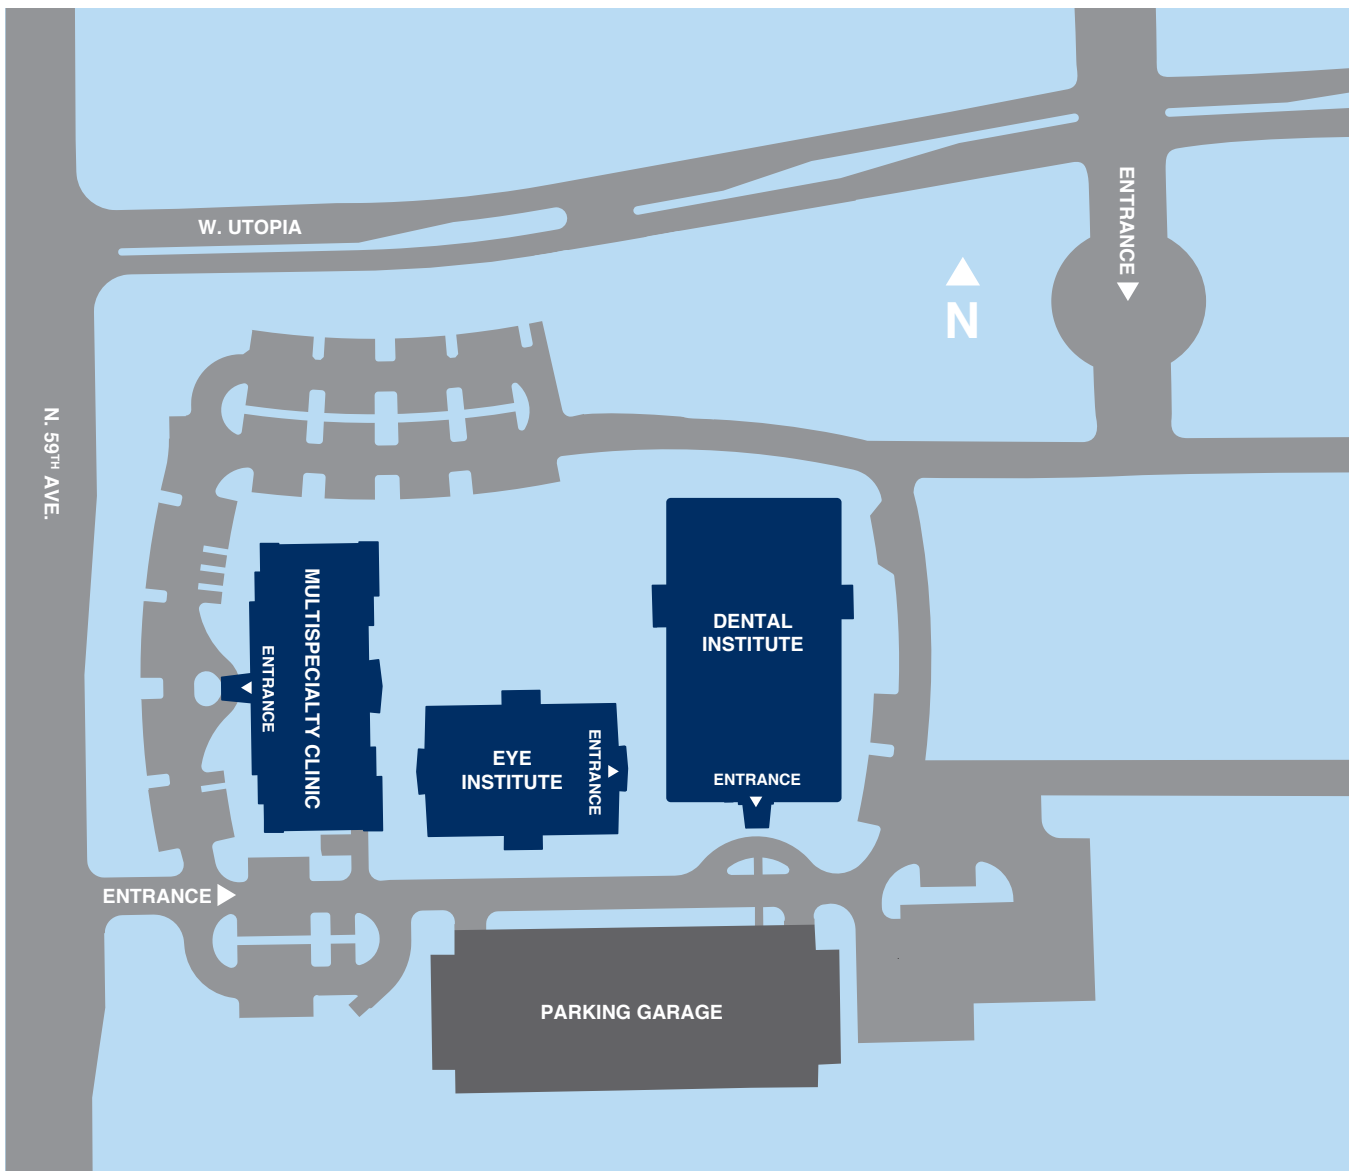 ENTRANCE
W. UTOPIA
N
N. 59TH AVE.
MULTISPECIALTY CLINIC
ENTRANCE
DENTAL
INSTITUTE
ENTRANCE
EYE
INSTITUTE
ENTRANCE
ENTRANCE
PARKING GARAGE